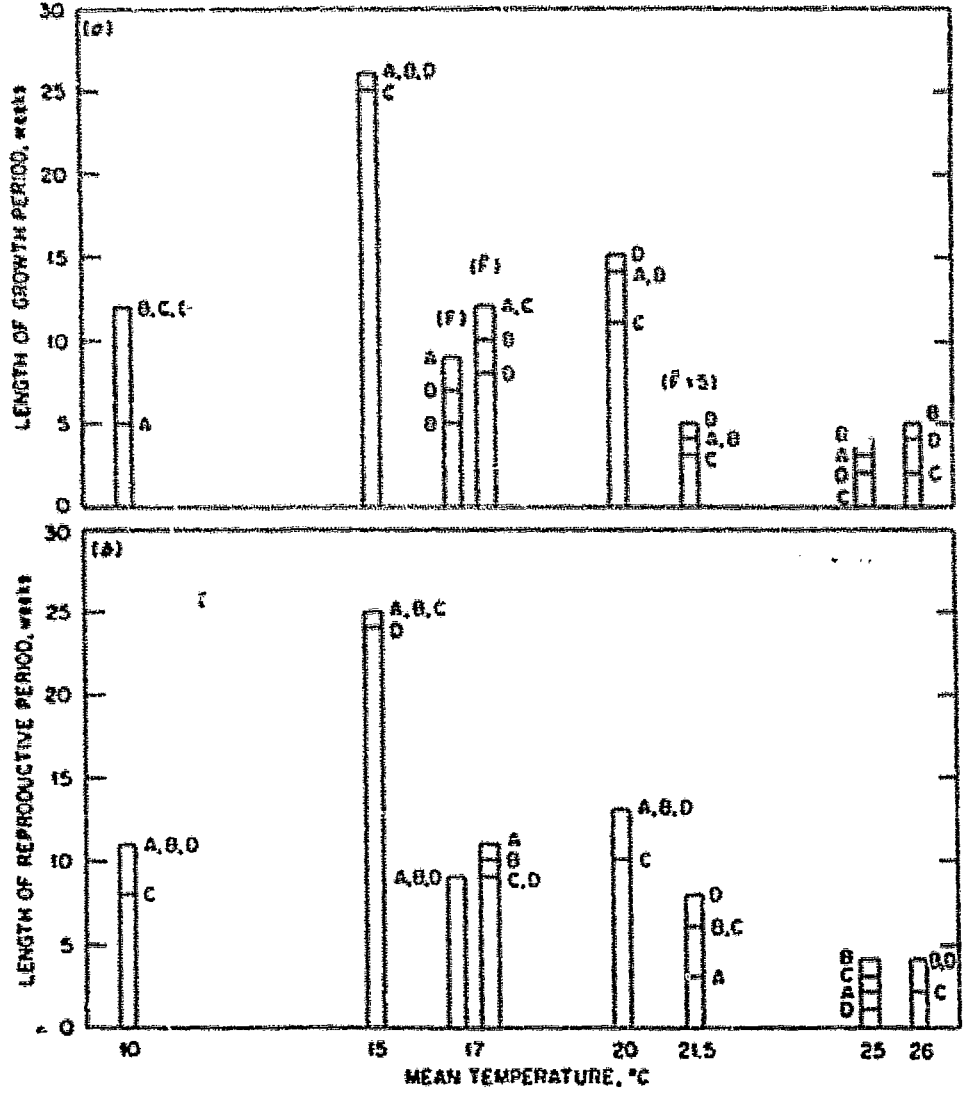 (a)
LENGTH OF GROWTH PERIOD, weeks
30
25
20
15
10
5
0
B,C,
A
A,B,D
C
(F)
A
D
B
(F)
A,C
B
D
D
A,B
C
D
A,B
C
B
A
D
C
B
D
C
(b)
LENGTH OF REPRODUCTIVE PERIOD, weeks
30
25
20
15
10
5
0
A,B,D
C
A,B,C
D
A,B,D
A
B
C,D
A,B,D
C
D
B,C
A
B
C
A
D
B,D
C
10 15 17 20 21.5 25 26
MEAN TEMPERATURE, °C